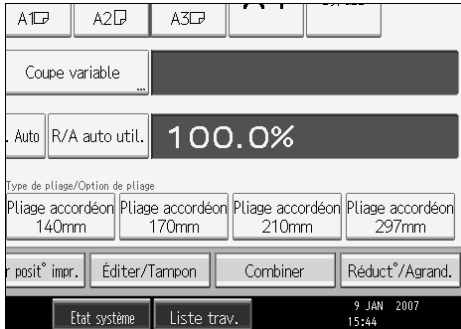 A1 A2 A3
Coupe variable
...
. Auto R/A auto util. 100.0%
Type de pliage/Option de pliage
Pliage accordéon Pliage accordéon Pliage accordéon Pliage accordéon
140mm 170mm 210mm 297mm
r posit° impr. Éditer/Tampon Combiner Réduct°/Agrand.
Etat système Liste trav. 9 JAN 2007
15:44